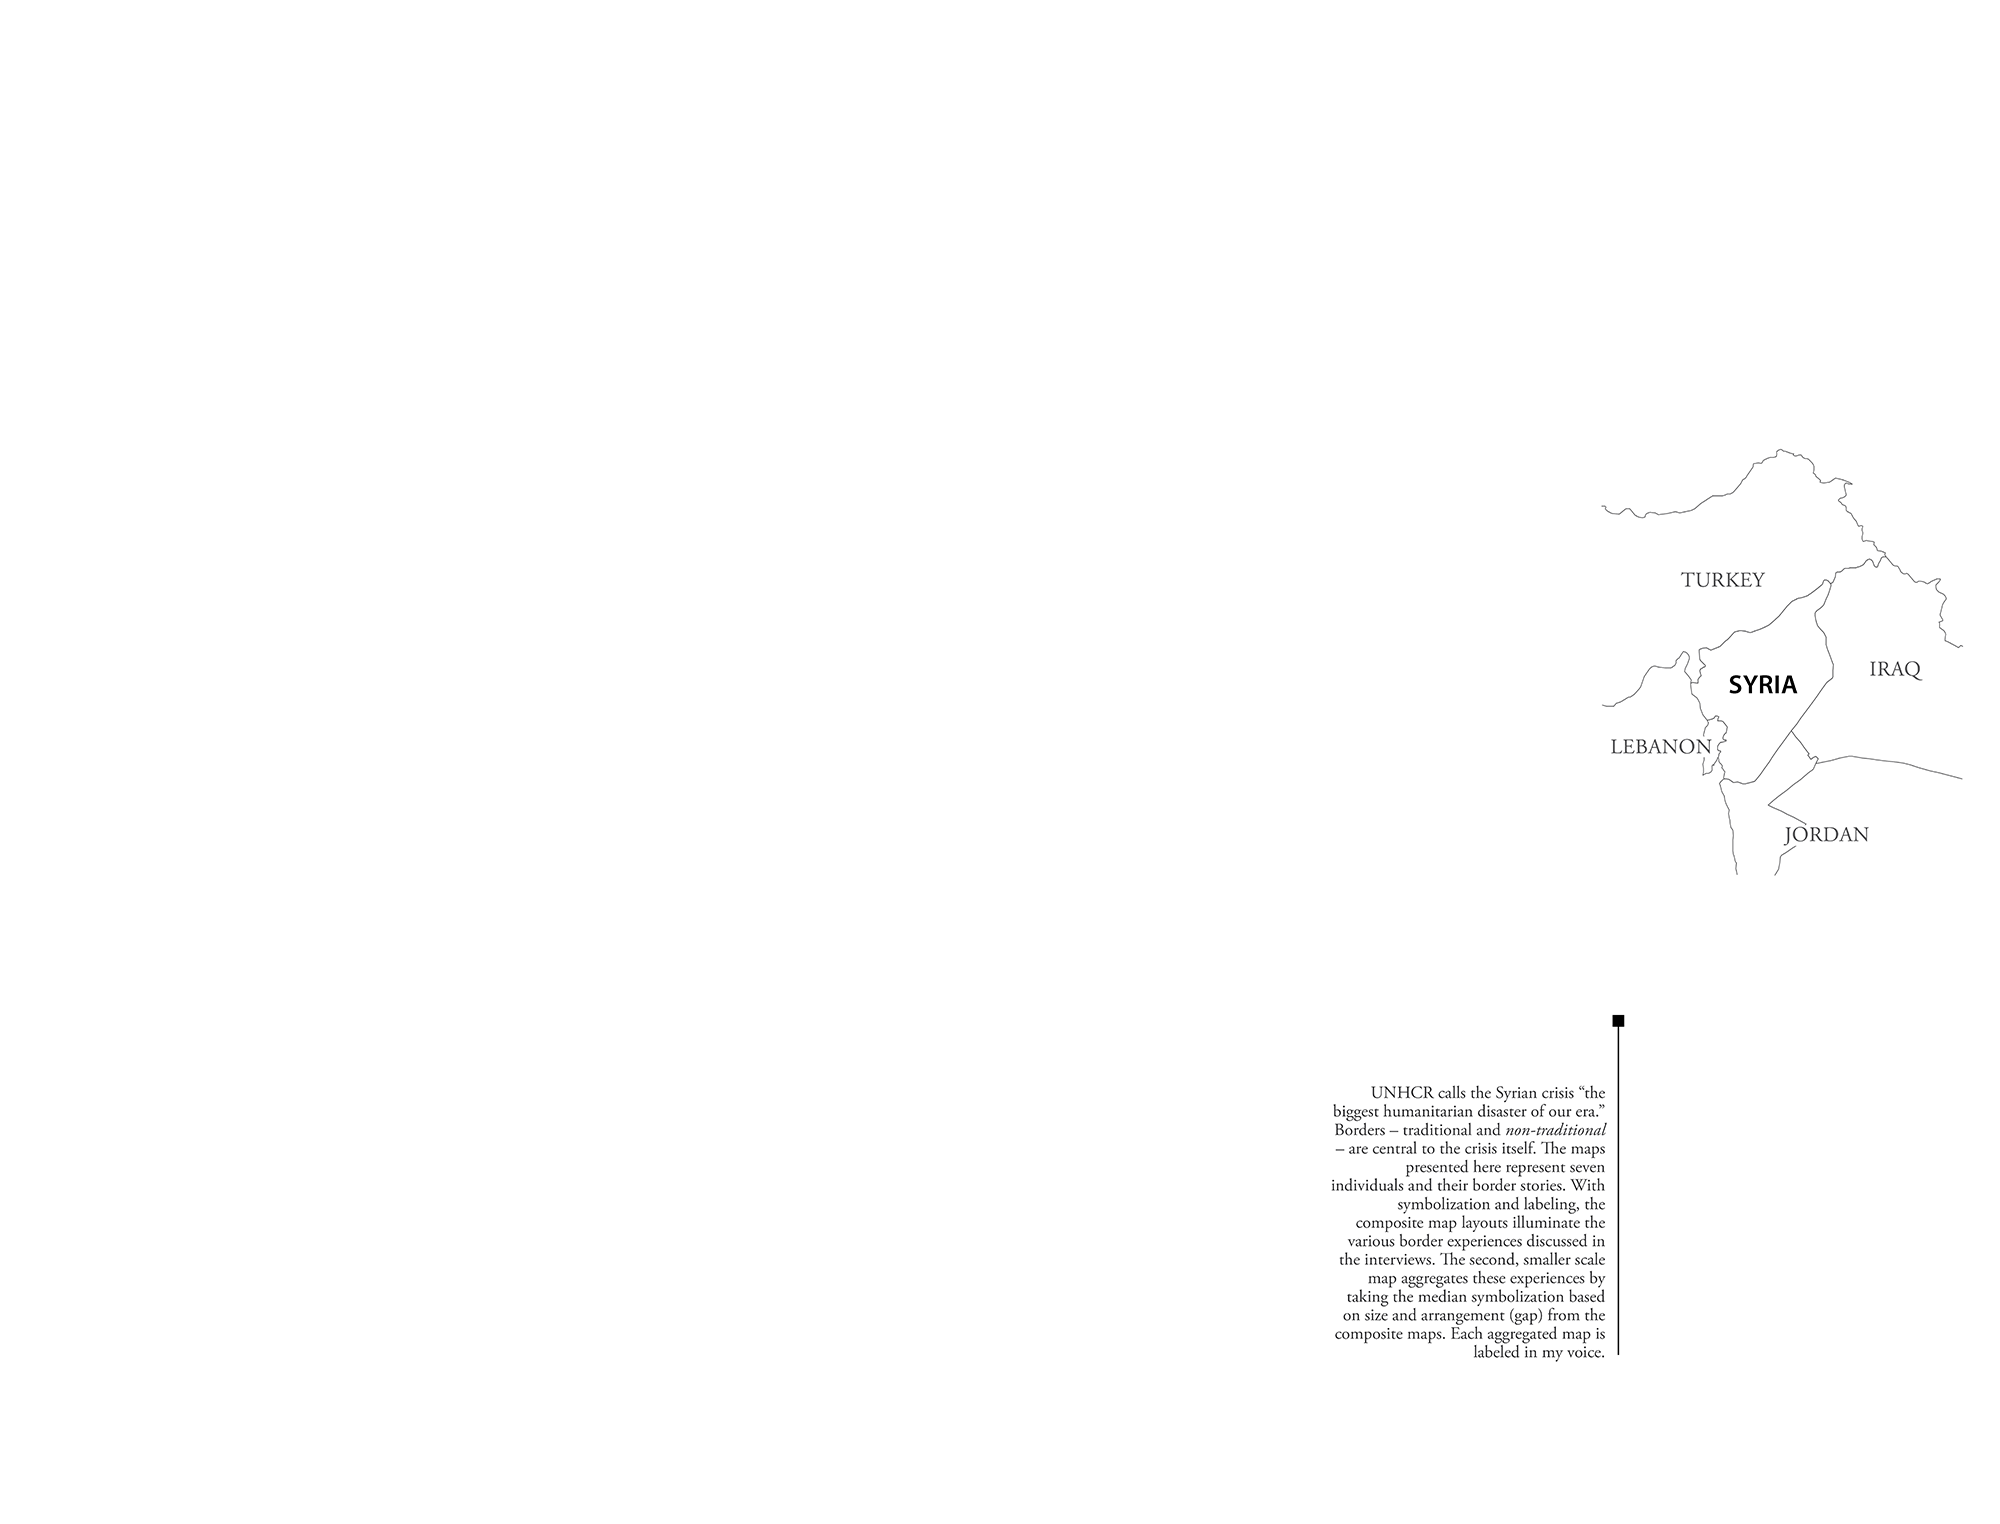 TURKEY
IRAQ
SYRIA
LEBANON
JORDAN
UNHCR calls the Syrian crisis “the
biggest humanitarian disaster of our era.”
Borders – traditional and non-traditional
– are central to the crisis itself. The maps
presented here represent seven
individuals and their border stories. With
symbolization and labeling, the
composite map layouts illuminate the
various border experiences discussed in
the interviews. The second, smaller scale
map aggregates these experiences by
taking the median symbolization based
on size and arrangement (gap) from the
composite maps. Each aggregated map is
labeled in my voice.